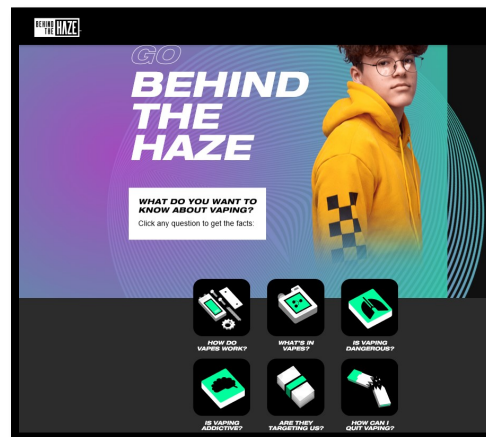 BEHIND
THE HAZE
GO
BEHIND
THE
HAZE
WHAT DO YOU WANT TO
KNOW ABOUT VAPING?
Click any question to get the facts:
HOW DO
VAPES WORK?
WHAT'S IN
VAPES?
IS VAPING
DANGEROUS?
IS VAPING
ADDICTIVE?
ARE THEY
TARGETING US?
HOW CAN I
QUIT VAPING?